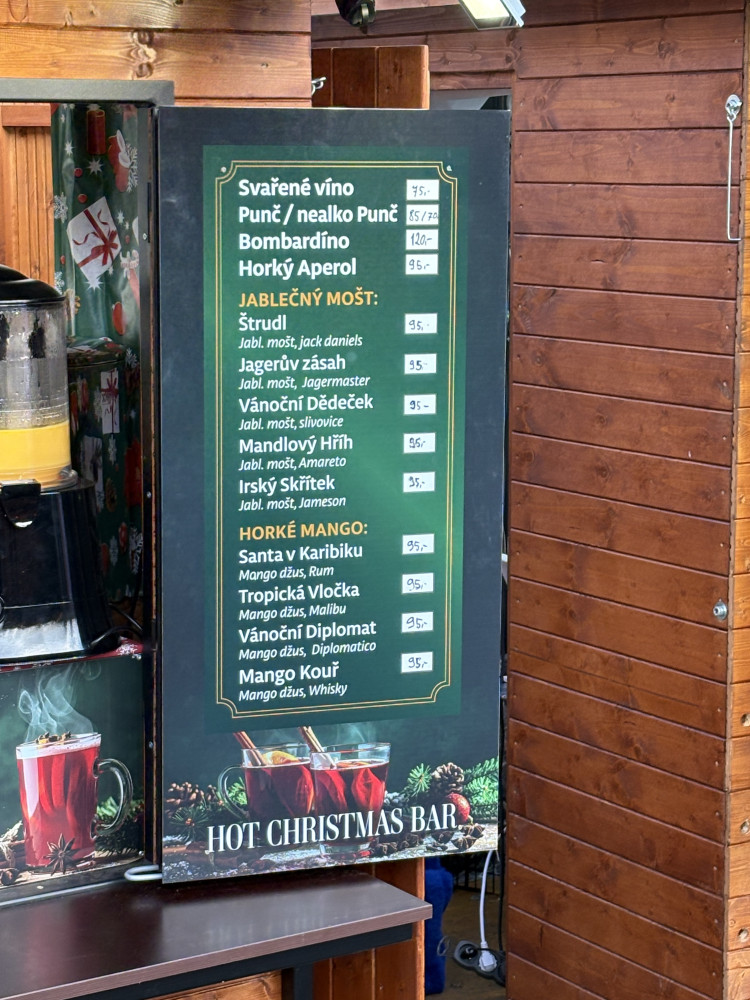 Svařené víno 75,-
Punč / nealko Punč 85/70
Bombardíno 120,-
Horký Aperol 95,-
JABLEČNÝ MOŠT:
Štrudl 95,-
Jabl. mošt, jack daniels
Jagerův zásah 95,-
Jabl. mošt, Jagermaster
Vánoční Dědeček 95,-
Jabl. mošt, slivovice
Mandlový Hřích 95,-
Jabl. mošt, Amareto
Irský Skřítek 95,-
Jabl. mošt, Jameson
HORKÉ MANGO:
Santa v Karibiku 95,-
Mango džus, Rum
Tropická Vločka 95,-
Mango džus, Malibu
Vánoční Diplomat 95,-
Mango džus, Diplomatico
Mango Kouř 95,-
Mango džus, Whisky
HOT CHRISTMAS BAR